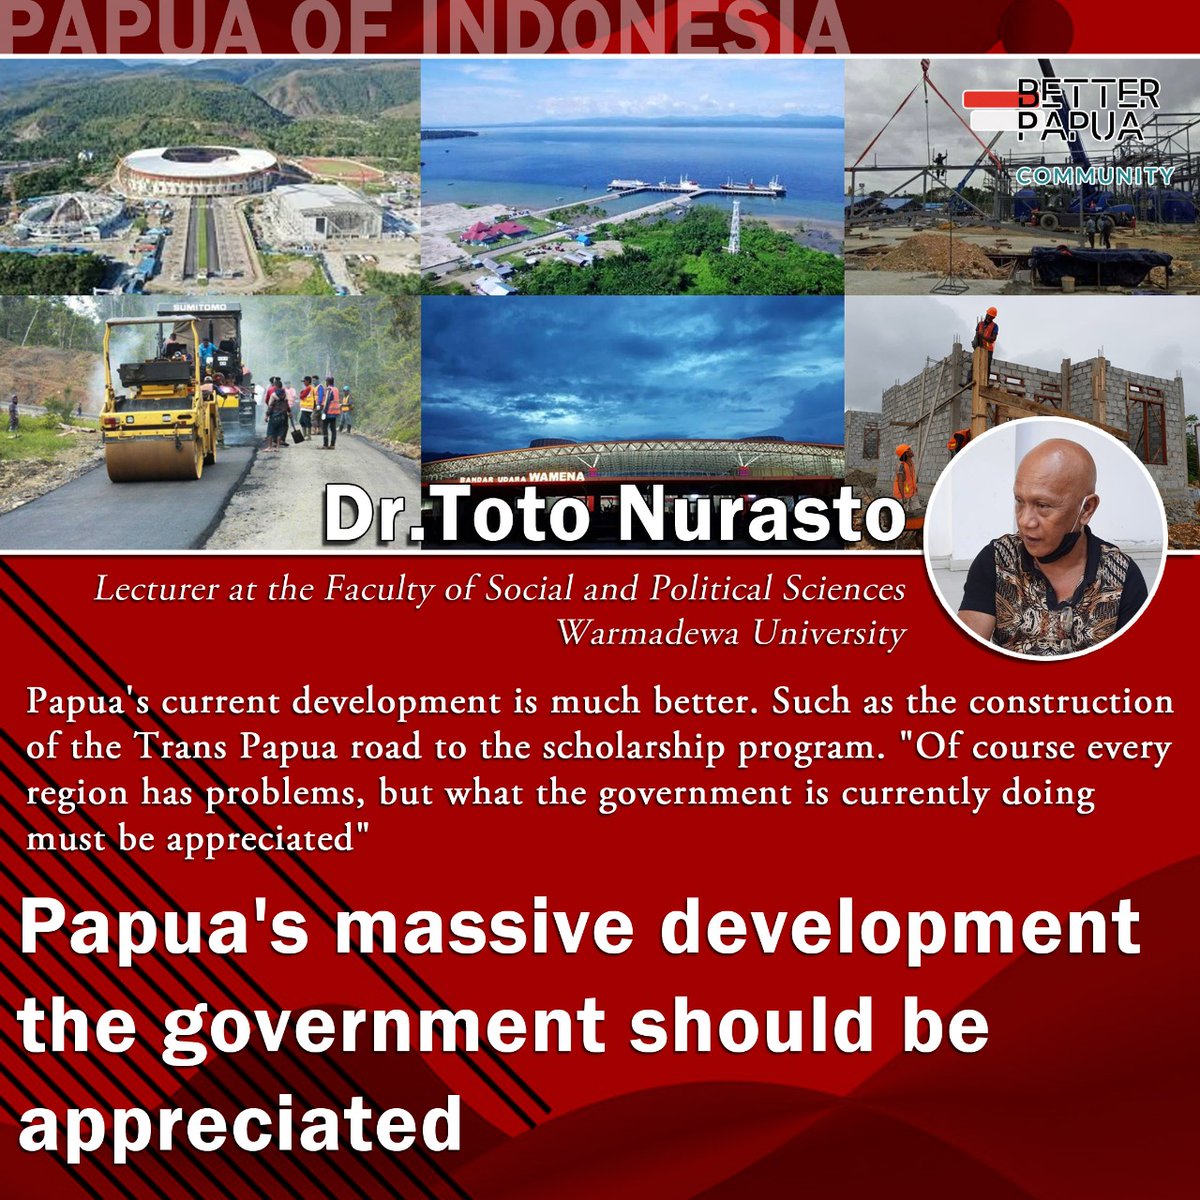 PAPUA OF INDONESIA
BETTER
PAPUA
COMMUNITY
SUMITOMO
BANDAR UDARA WAMENA
Dr.Toto Nurasto
Lecturer at the Faculty of Social and Political Sciences
Warmadewa University
Papua's current development is much better. Such as the construction
of the Trans Papua road to the scholarship program. "Of course every
region has problems, but what the government is currently doing
must be appreciated"
Papua's massive development
the government should be
appreciated